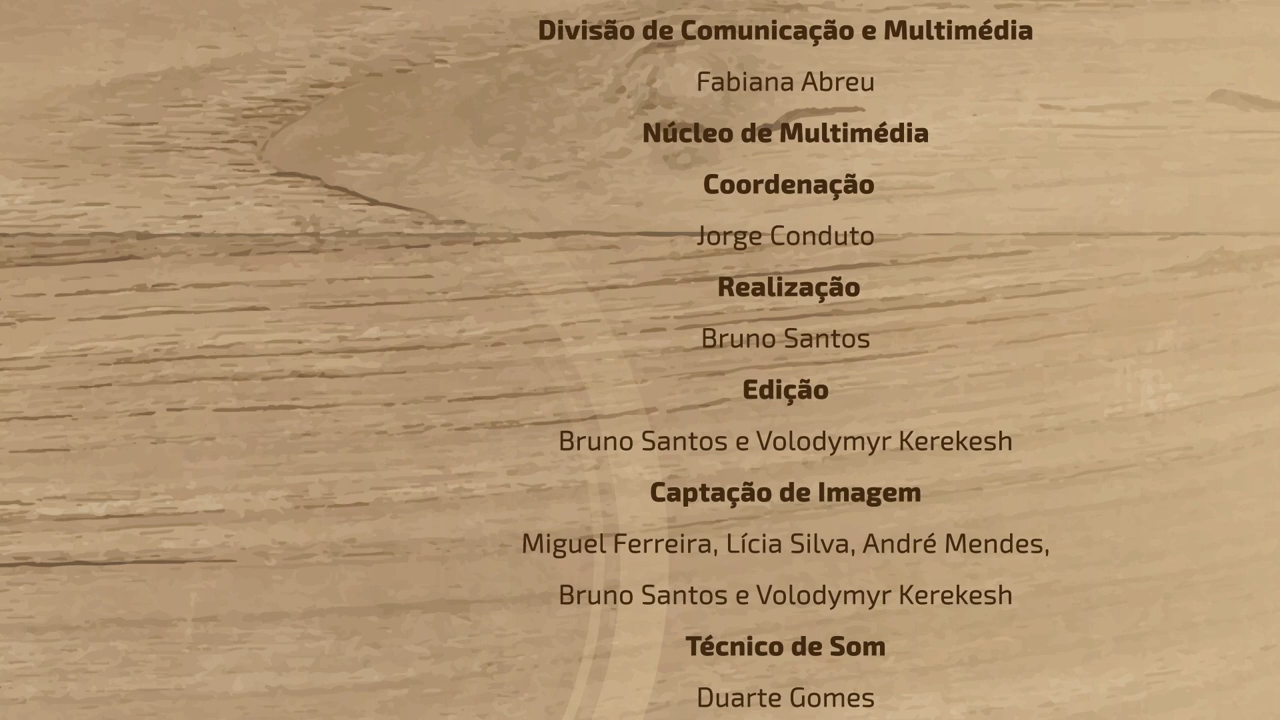 Divisão de Comunicação e Multimédia
Fabiana Abreu
Núcleo de Multimédia
Coordenação
Jorge Conduto
Realização
Bruno Santos
Edição
Bruno Santos e Volodymyr Kerekesh
Captação de Imagem
Miguel Ferreira, Lícia Silva, André Mendes,
Bruno Santos e Volodymyr Kerekesh
Técnico de Som
Duarte Gomes